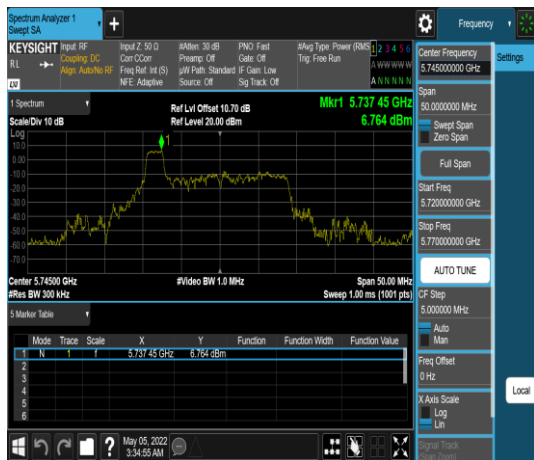 Spectrum Analyzer 1
Swept SA
+
Frequency
KEYSIGHT
RL
LXI
Input: RF
Coupling: DC
Align: Auto/No RF
Input Z: 50 Ω
Corr CCorr
Freq Ref: Int (S)
NFE: Adaptive
#Atten: 30 dB
Preamp: Off
µW Path: Standard
Source: Off
PNO: Fast
Gate: Off
IF Gain: Low
Sig Track: Off
#Avg Type: Power (RMS)
Trig: Free Run
1 2 3 4 5 6
A W W W W W
A N N N N N
1 Spectrum
Scale/Div 10 dB
Ref Lvl Offset 10.70 dB
Ref Level 20.00 dBm
Mkr1 5.737 45 GHz
6.764 dBm
Log
10.0
0.00
-10.0
-20.0
-30.0
-40.0
-50.0
-60.0
-70.0
1
Center 5.74500 GHz
#Res BW 300 kHz
#Video BW 1.0 MHz
Span 50.00 MHz
Sweep 1.00 ms (1001 pts)
5 Marker Table
Mode Trace Scale X Y Function Function Width Function Value
1 N 1 f 5.737 45 GHz 6.764 dBm
2
3
4
5
6
May 05, 2022
3:34:55 AM
Center Frequency
5.745000000 GHz
Span
50.0000000 MHz
Swept Span
Zero Span
Full Span
Start Freq
5.720000000 GHz
Stop Freq
5.770000000 GHz
AUTO TUNE
CF Step
5.000000 MHz
Auto
Man
Freq Offset
0 Hz
X Axis Scale
Log
Lin
Signal Track
(Span Zoom)
Settings
Local